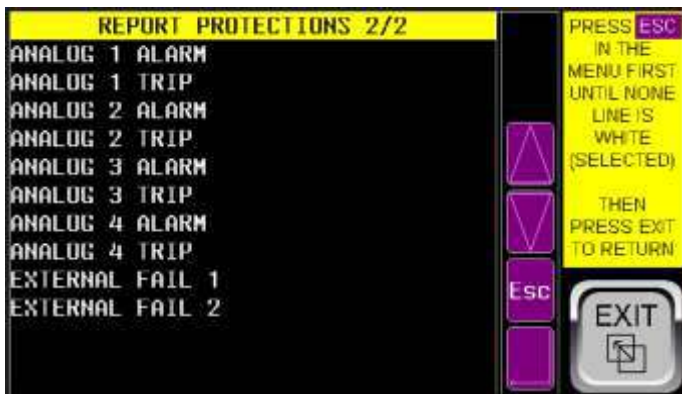 REPORT PROTECTIONS 2/2
ANALOG 1 ALARM
ANALOG 1 TRIP
ANALOG 2 ALARM
ANALOG 2 TRIP
ANALOG 3 ALARM
ANALOG 3 TRIP
ANALOG 4 ALARM
ANALOG 4 TRIP
EXTERNAL FAIL 1
EXTERNAL FAIL 2
Esc
PRESS ESC
IN THE
MENU FIRST
UNTIL NONE
LINE IS
WHITE
(SELECTED)
THEN
PRESS EXIT
TO RETURN
EXIT